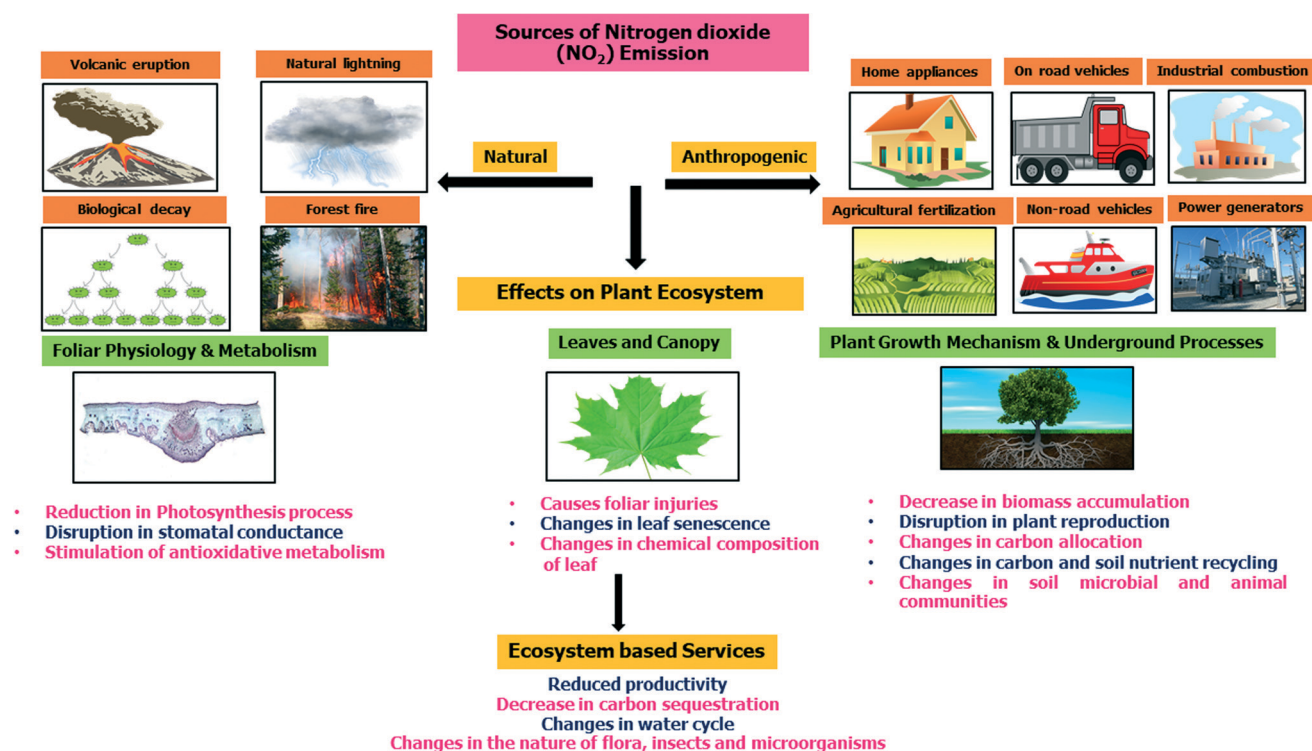 Sources of Nitrogen dioxide
(NO₂) Emission
Volcanic eruption
Natural lightning
Home appliances
On road vehicles
Industrial combustion
Natural
Anthropogenic
Biological decay
Forest fire
Agricultural fertilization
Non-road vehicles
Power generators
Effects on Plant Ecosystem
Foliar Physiology & Metabolism
Leaves and Canopy
Plant Growth Mechanism & Underground Processes
• Reduction in Photosynthesis process
• Disruption in stomatal conductance
• Stimulation of antioxidative metabolism
• Causes foliar injuries
• Changes in leaf senescence
• Changes in chemical composition
of leaf
• Decrease in biomass accumulation
• Disruption in plant reproduction
• Changes in carbon allocation
• Changes in carbon and soil nutrient recycling
• Changes in soil microbial and animal
communities
Ecosystem based Services
Reduced productivity
Decrease in carbon sequestration
Changes in water cycle
Changes in the nature of flora, insects and microorganisms